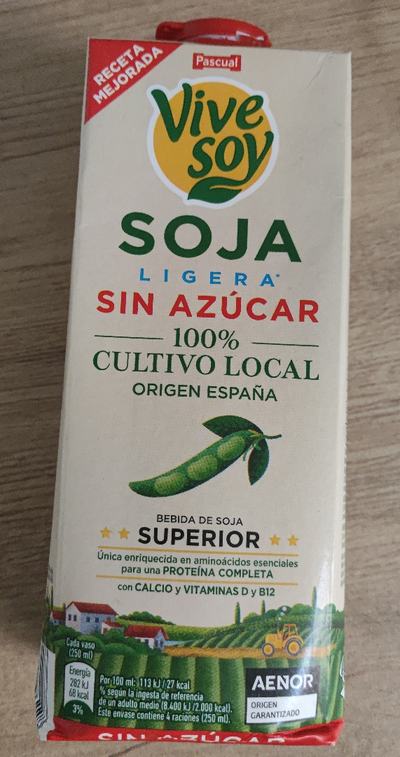 RECETA
MEJORADA
Pascual
Vive
soy
SOJA
LIGERA*
SIN AZÚCAR
100%
CULTIVO LOCAL
ORIGEN ESPAÑA
BEBIDA DE SOJA
SUPERIOR
Única enriquecida en aminoácidos esenciales
para una PROTEÍNA COMPLETA
con CALCIO y VITAMINAS D y B12
Cada vaso
(250 ml)
Energía
282 kJ
68 kcal
3%
Por 100 ml: 113 kJ / 27 kcal
% según la ingesta de referencia
de un adulto medio (8.400 kJ /2.000 kcal).
Este envase contiene 4 raciones (250 ml).
AENOR
ORIGEN
GARANTIZADO
SIN AZÚCAR